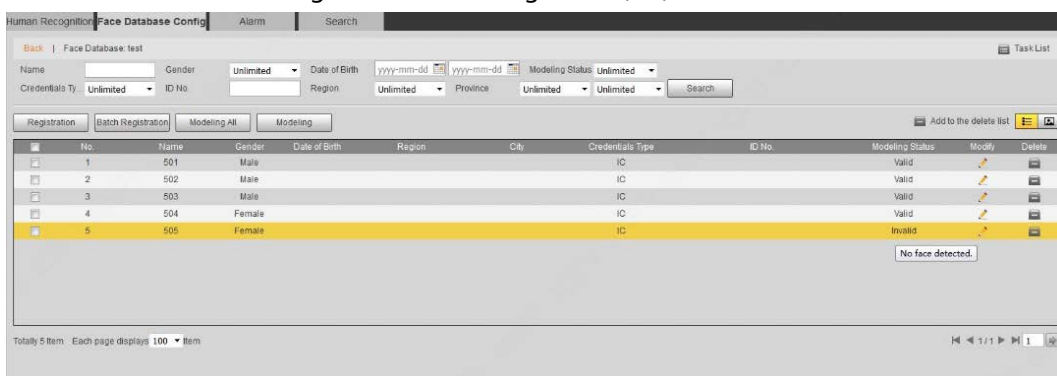 Human Recognition Face Database Config Alarm Search
Back | Face Database: test Task List
Name Gender Unlimited Date of Birth yyyy-mm-dd yyyy-mm-dd Modeling Status Unlimited
Credentials Ty... Unlimited ID No. Region Unlimited Province Unlimited Unlimited Search
Registration Batch Registration Modeling All Modeling Add to the delete list
No. Name Gender Date of Birth Region City Credentials Type ID No. Modeling Status Modify Delete
1 501 Male IC Valid
2 502 Male IC Valid
3 503 Male IC Valid
4 504 Female IC Valid
5 505 Female IC Invalid
No face detected.
Totally 5 Item Each page displays 100 Item 1/1 1